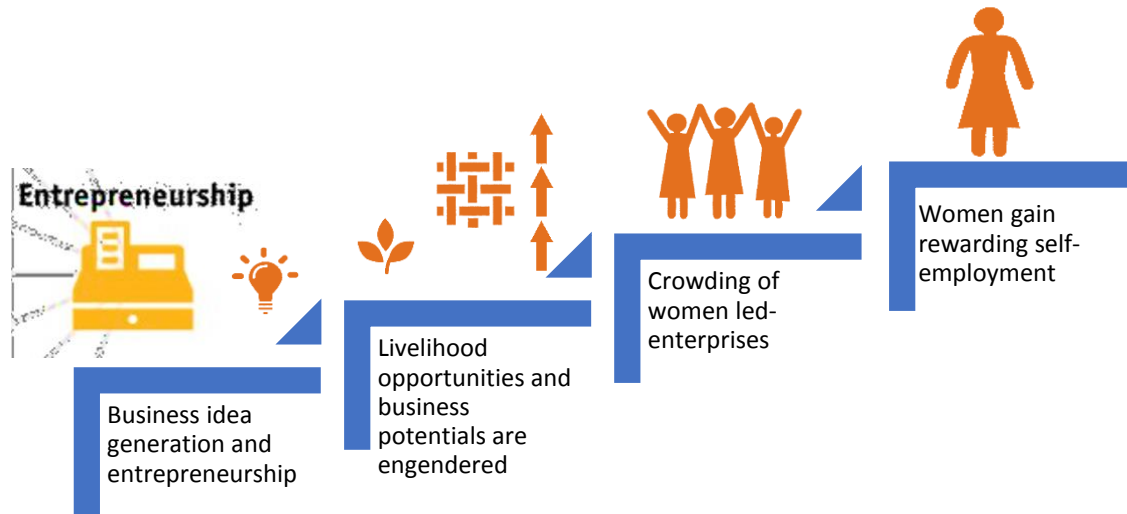 Entrepreneurship
Business idea
generation and
entrepreneurship
Livelihood
opportunities and
business
potentials are
engendered
Crowding of
women led-
enterprises
Women gain
rewarding self-
employment